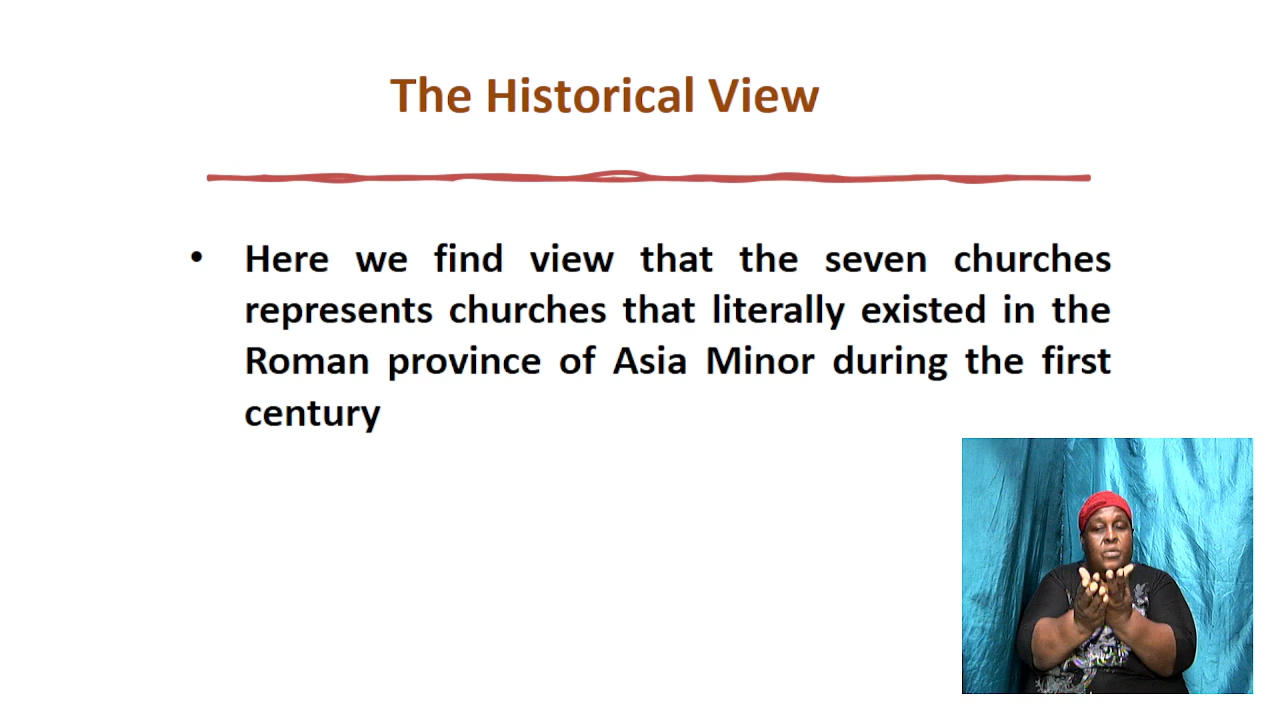 The Historical View
• Here we find view that the seven churches
represents churches that literally existed in the
Roman province of Asia Minor during the first
century